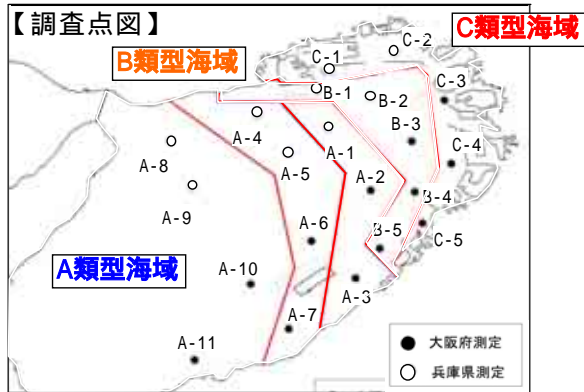 【調査点図】
C類型海域
B類型海域
C-2
C-1
C-3
B-1
B-2
A-4
B-3
A-8
A-5
A-1
C-4
A-9
A-2
B-4
A-6
B-5
C-5
A類型海域
A-10
A-3
A-7
A-11
● 大阪府測定
○ 兵庫県測定